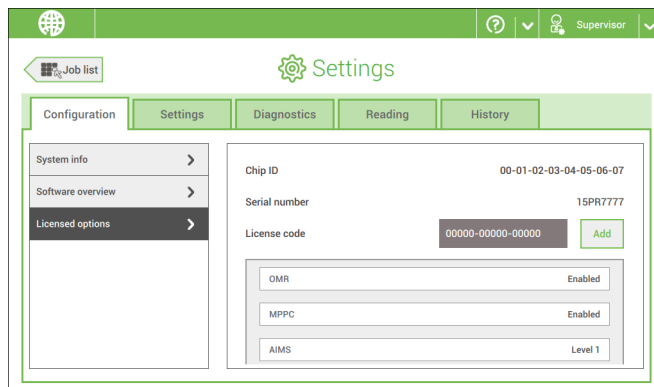 ? Supervisor
Job list
Settings
Configuration Settings Diagnostics Reading History
System info
Software overview
Licensed options
Chip ID 00-01-02-03-04-05-06-07
Serial number 15PR7777
License code 00000-00000-00000 Add
OMR Enabled
MPPC Enabled
AIMS Level 1